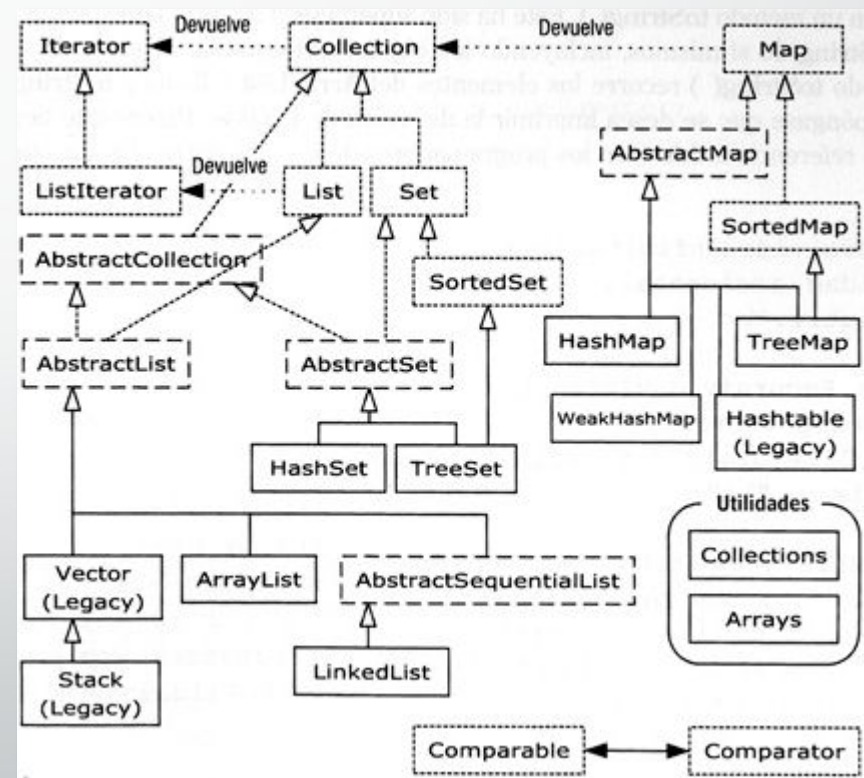 Devuelve
Devuelve
Iterator
Collection
Map
AbstractMap
Devuelve
ListIterator
List
Set
SortedMap
AbstractCollection
SortedSet
AbstractList
AbstractSet
HashMap
TreeMap
WeakHashMap
Hashtable
(Legacy)
HashSet
TreeSet
Utilidades
Collections
Arrays
Vector
(Legacy)
ArrayList
AbstractSequentialList
Stack
(Legacy)
LinkedList
Comparable
Comparator